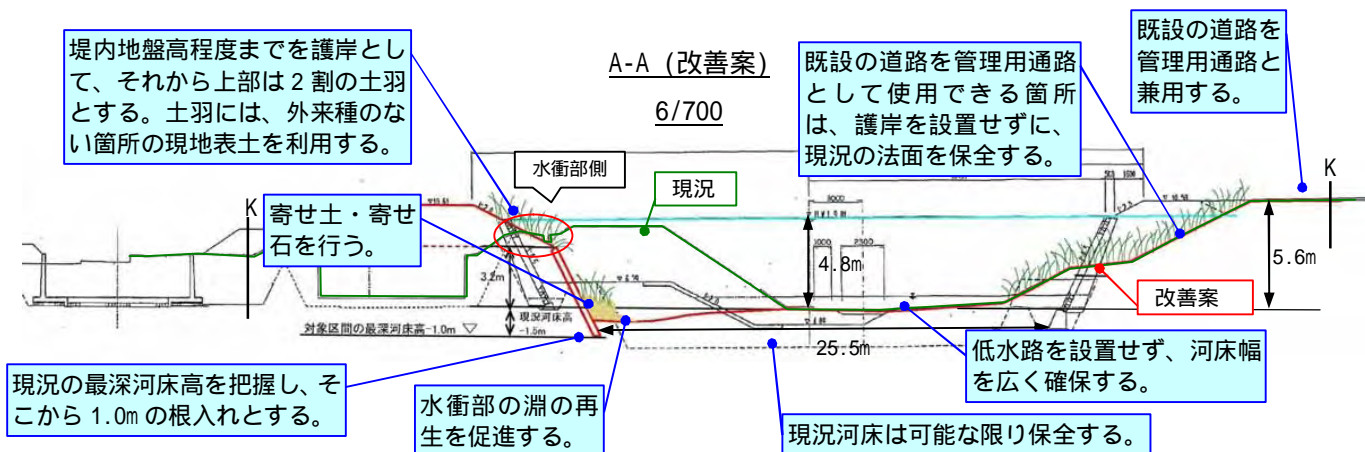 堤内地盤高程度までを護岸とし
て、それから上部は２割の土羽
とする。土羽には、外来種のな
い箇所の現地表土を利用する。
A-A (改善案)
6/700
既設の道路を管理用通路
として使用できる箇所
は、護岸を設置せずに、
現況の法面を保全する。
既設の道路を
管理用通路と
兼用する。
水衝部側
現況
K
K
寄せ土・寄せ
石を行う。
3.2m
4.8m
5.6m
改善案
現況河床高
-1.5m
対象区間の最深河床高-1.0m ▽
25.5m
現況の最深河床高を把握し、そ
こから 1.0m の根入れとする。
水衝部の淵の再
生を促進する。
低水路を設置せず、河床幅
を広く確保する。
現況河床は可能な限り保全する。